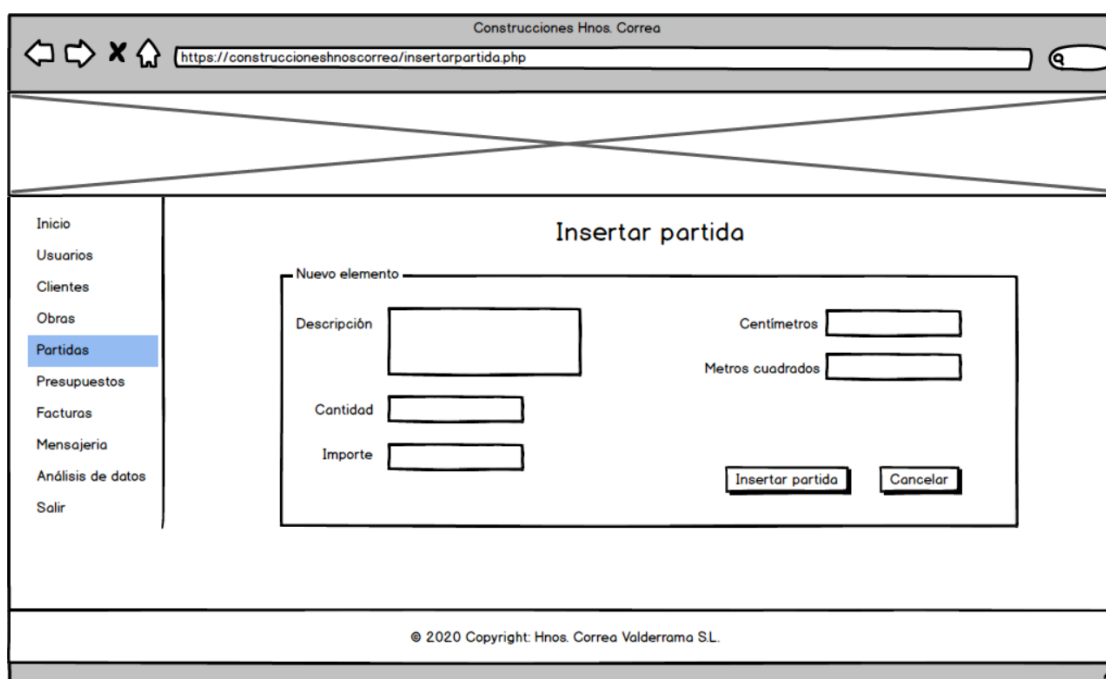 Construcciones Hnos. Correa
https://construccioneshnoscorrea/insertarpartida.php
Inicio
Usuarios
Clientes
Obras
Partidas
Presupuestos
Facturas
Mensajeria
Análisis de datos
Salir
Insertar partida
Nuevo elemento
Descripción
Cantidad
Importe
Centímetros
Metros cuadrados
Insertar partida
Cancelar
© 2020 Copyright: Hnos. Correa Valderrama S.L.